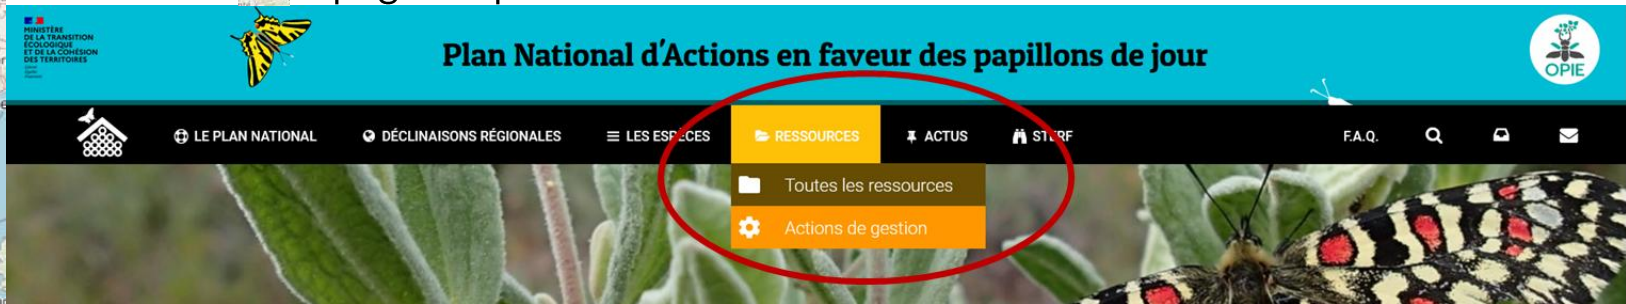 MINISTÈRE
DE LA TRANSITION
ÉCOLOGIQUE
ET DE LA COHÉSION
DES TERRITOIRES
Plan National d'Actions en faveur des papillons de jour
OPIE
LE PLAN NATIONAL DÉCLINAISONS RÉGIONALES LES ESPÈCES RESSOURCES ACTUS STERF F.A.Q.
Toutes les ressources
Actions de gestion